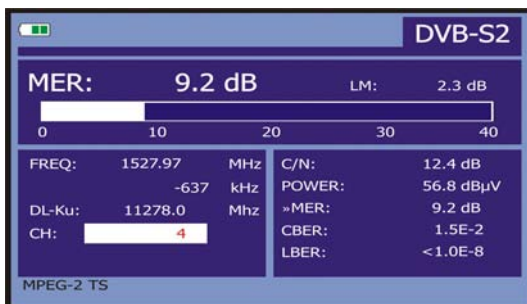 DVB-S2
MER: 9.2 dB LM: 2.3 dB
0 10 20 30 40
FREQ: 1527.97 MHz
-637 kHz
DL-Ku: 11278.0 Mhz
CH: 4
C/N: 12.4 dB
POWER: 56.8 dBµV
»MER: 9.2 dB
CBER: 1.5E-2
LBER: <1.0E-8
MPEG-2 TS